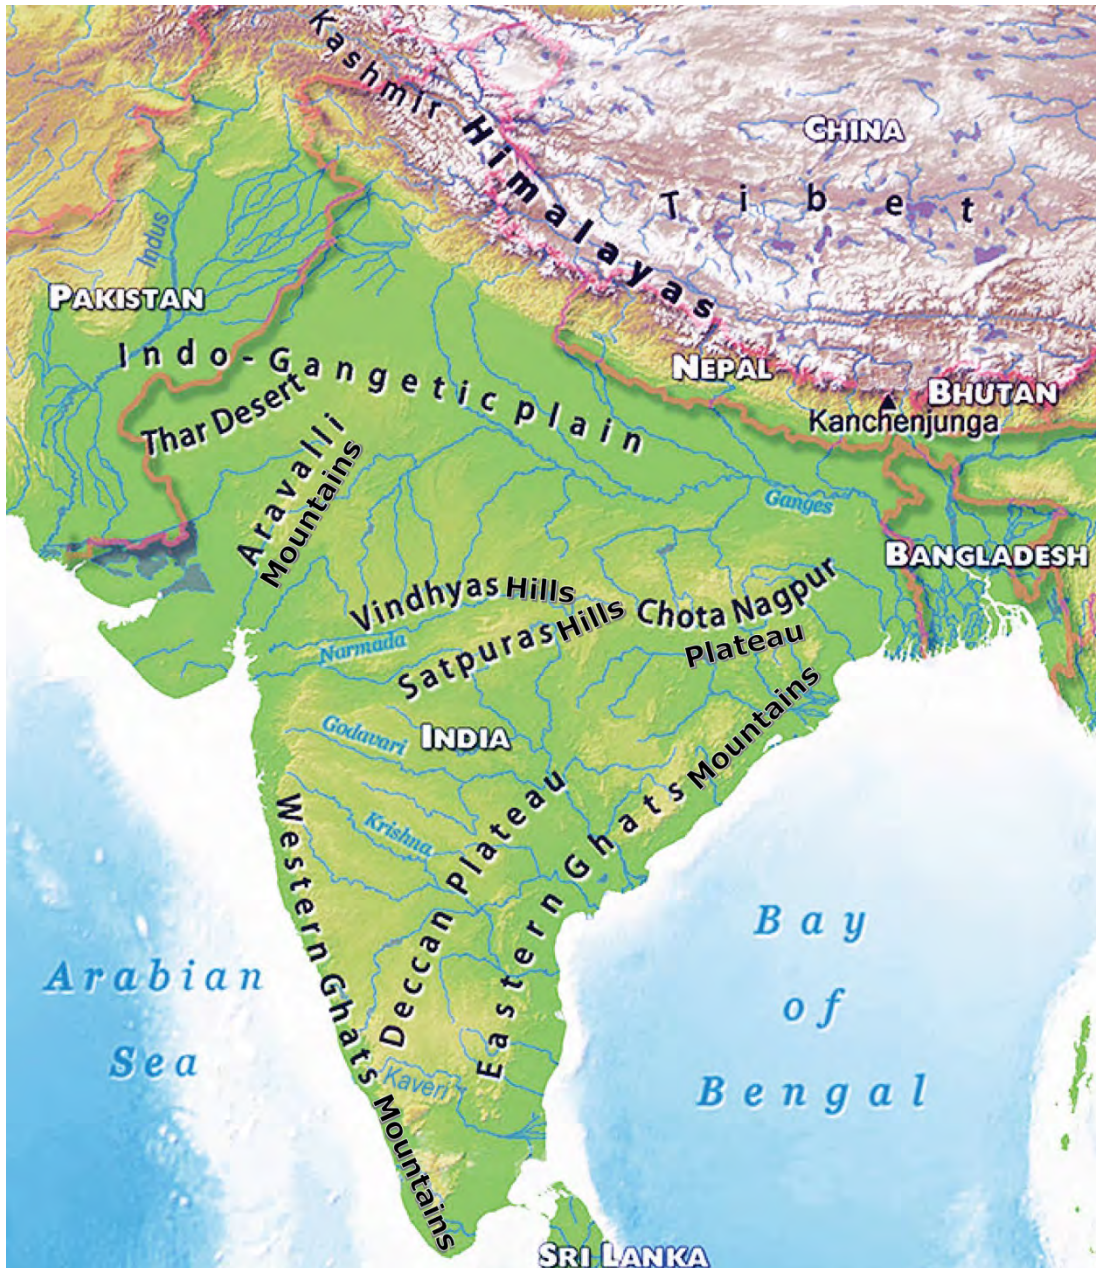 Kashmir
Himalayas
CHINA
Tibet
Indus
PAKISTAN
Indo-Gangetic plain
NEPAL
BHUTAN
Kanchenjunga
Thar Desert
Aravalli
Mountains
Ganges
BANGLADESH
Vindhyas Hills
Chota Nagpur
Plateau
Narmada
Satpuras Hills
Godavari
INDIA
Krishna
Deccan Plateau
Western Ghats Mountains
Eastern Ghats Mountains
Kaveri
Arabian
Sea
Bay
of
Bengal
SRI LANKA